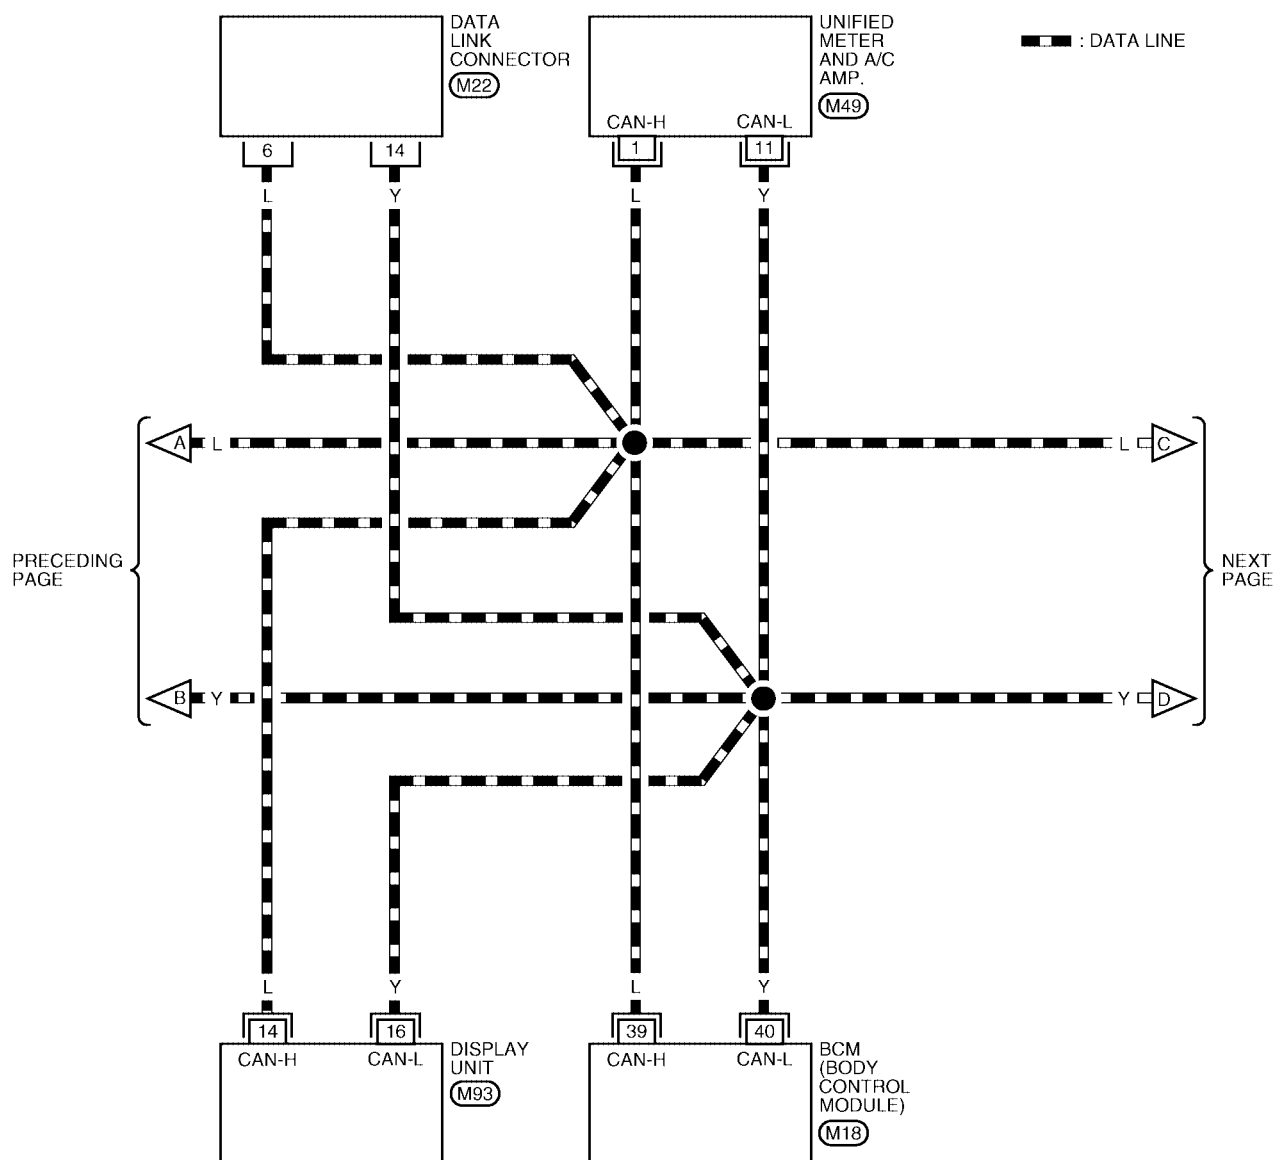 DATA
LINK
CONNECTOR
M22
UNIFIED
METER
AND A/C
AMP.
M49
: DATA LINE
CAN-H CAN-L
6 14 1 11
L Y L Y
A L L C
PRECEDING
PAGE
NEXT
PAGE
B Y Y D
L Y L Y
14 16 39 40
CAN-H CAN-L
DISPLAY
UNIT
M93
CAN-H CAN-L
BCM
(BODY
CONTROL
MODULE)
M18